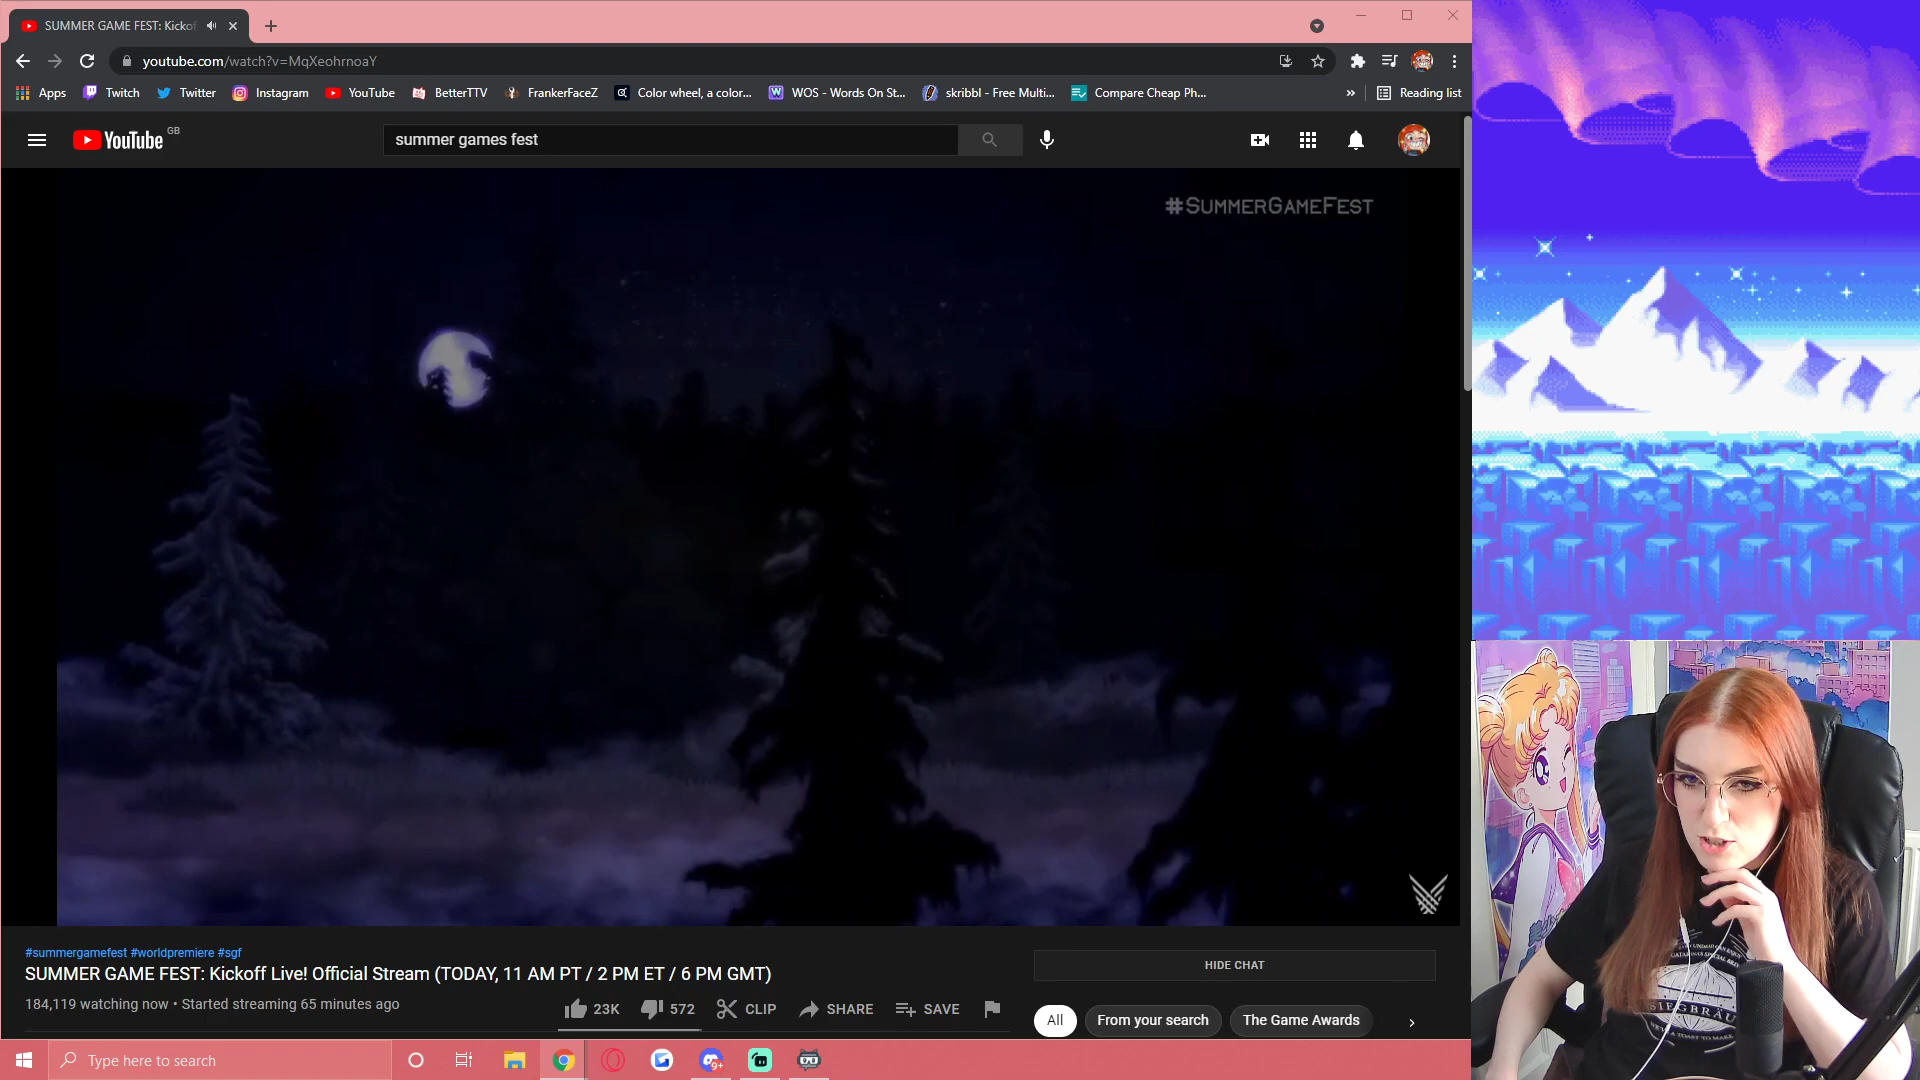 SUMMER GAME FEST: Kickof
youtube.com/watch?v=MqXeohrnoaY
Apps
Twitch
Twitter
Instagram
YouTube
BetterTTV
FrankerFaceZ
Color wheel, a color...
WOS - Words On St...
skribbl - Free Multi...
Compare Cheap Ph...
»
Reading list
YouTube GB
summer games fest
#SUMMERGAMEFEST
#summergamefest #worldpremiere #sgf
SUMMER GAME FEST: Kickoff Live! Official Stream (TODAY, 11 AM PT / 2 PM ET / 6 PM GMT)
184,119 watching now • Started streaming 65 minutes ago
23K
572
CLIP
SHARE
SAVE
HIDE CHAT
All
From your search
The Game Awards
Type here to search
9+
SIEGBRÄU